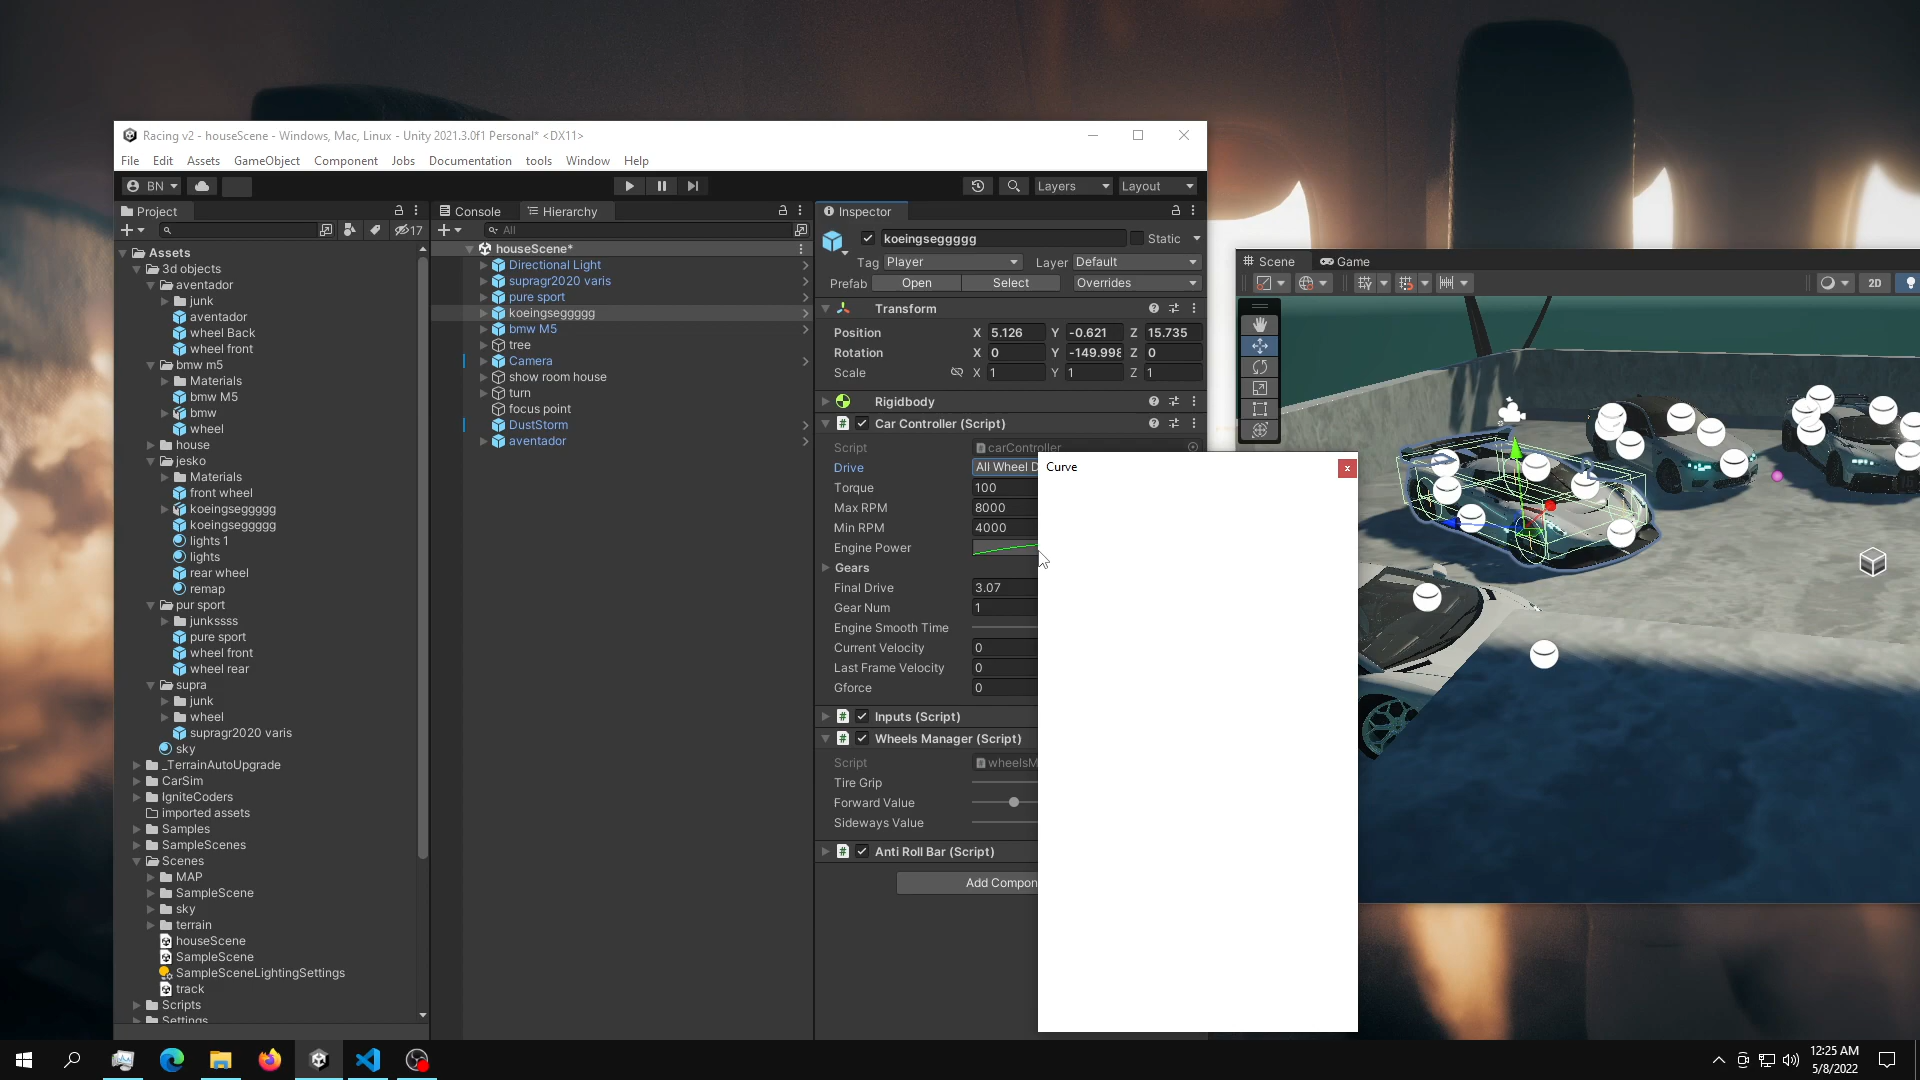 Racing v2 - houseScene - Windows, Mac, Linux - Unity 2021.3.0f1 Personal* <DX11>
File Edit Assets GameObject Component Jobs Documentation tools Window Help
BN
Layers Layout
Project
17
Assets
3d objects
aventador
junk
aventador
wheel Back
wheel front
bmw m5
Materials
bmw M5
bmw
wheel
house
jesko
Materials
front wheel
koeingseggggg
koeingseggggg
lights 1
lights
rear wheel
remap
pur sport
junkssss
pure sport
wheel front
wheel rear
supra
junk
wheel
supragr2020 varis
sky
_TerrainAutoUpgrade
CarSim
IgniteCoders
imported assets
Samples
SampleScenes
Scenes
MAP
SampleScene
sky
terrain
houseScene
SampleScene
SampleSceneLightingSettings
track
Scripts
Settings
Console Hierarchy
All
houseScene*
Directional Light
supragr2020 varis
pure sport
koeingseggggg
bmw M5
tree
Camera
show room house
turn
focus point
DustStorm
aventador
Inspector
koeingseggggg Static
Tag Player Layer Default
Prefab Open Select Overrides
Transform
Position X 5.126 Y -0.621 Z 15.735
Rotation X 0 Y -149.998 Z 0
Scale X 1 Y 1 Z 1
Rigidbody
Car Controller (Script)
Script carController
Drive All Wheel D
Torque 100
Max RPM 8000
Min RPM 4000
Engine Power
Gears
Final Drive 3.07
Gear Num 1
Engine Smooth Time
Current Velocity 0
Last Frame Velocity 0
Gforce 0
Inputs (Script)
Wheels Manager (Script)
Script wheelsM
Tire Grip
Forward Value
Sideways Value
Anti Roll Bar (Script)
Add Compon
Curve
Scene Game
2D
12:25 AM
5/8/2022